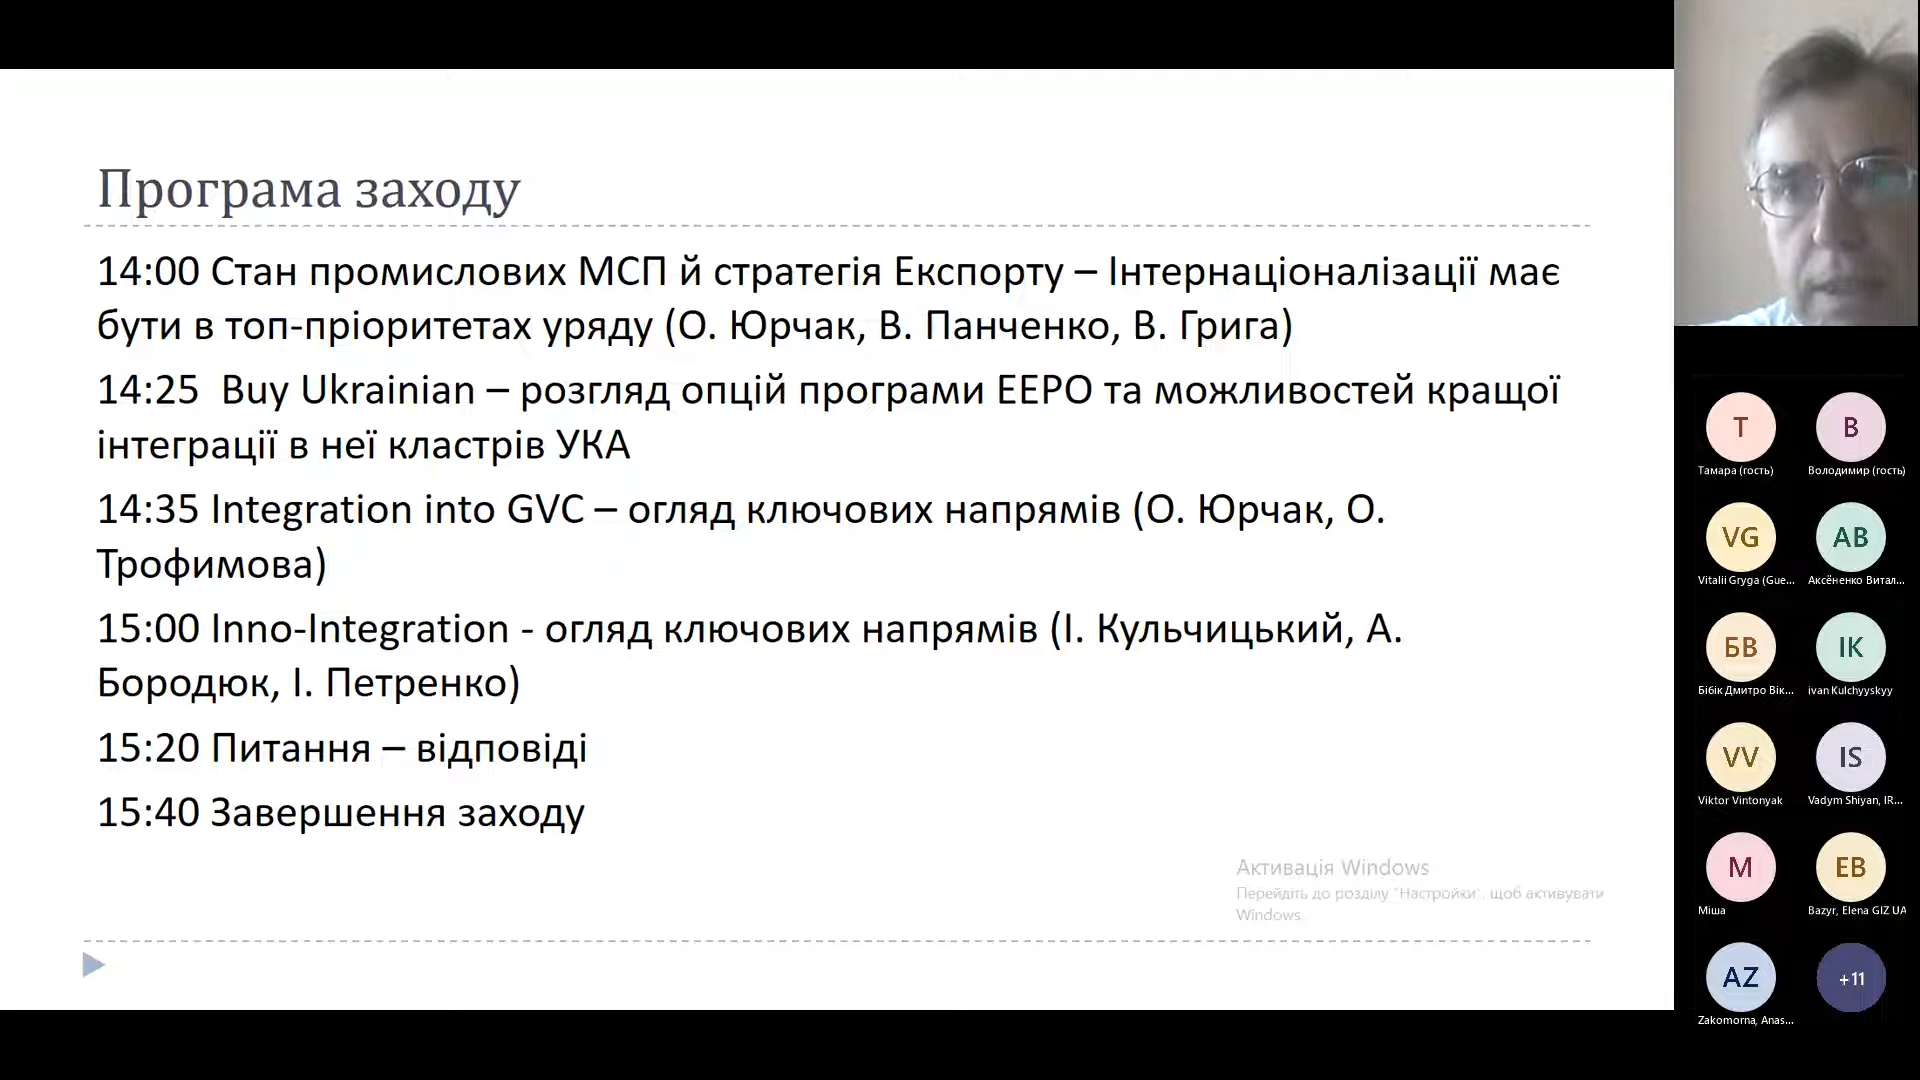 Програма заходу
14:00 Стан промислових МСП й стратегія Експорту – Інтернаціоналізації має
бути в топ-пріоритетах уряду (О. Юрчак, В. Панченко, В. Грига)
14:25 Buy Ukrainian – розгляд опцій програми ЕЕРО та можливостей кращої
інтеграції в неї кластрів УКА
14:35 Integration into GVC – огляд ключових напрямів (О. Юрчак, О.
Трофимова)
15:00 Inno-Integration - огляд ключових напрямів (І. Кульчицький, А.
Бородюк, І. Петренко)
15:20 Питання – відповіді
15:40 Завершення заходу
Активація Windows
Перейдіть до розділу "Настройки", щоб активувати
Windows.
T
В
Тамара (гость)
Володимир (гость)
VG
АВ
Vitalii Gryga (Gue...
Аксёненко Витал...
БВ
IK
Бібік Дмитро Вік...
ivan Kulchyyskyy
VV
IS
Viktor Vintonyak
Vadym Shiyan, IR...
М
EB
Міша
Bazyr, Elena GIZ UA
AZ
+11
Zakomorna, Anas...